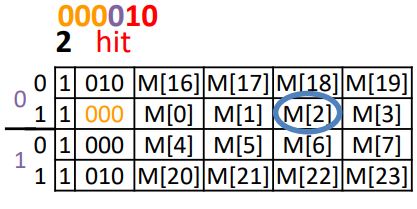 000010
2 hit
0 0 1 010 M[16] M[17] M[18] M[19]
1 1 000 M[0] M[1] M[2] M[3]
1 0 1 000 M[4] M[5] M[6] M[7]
1 1 010 M[20] M[21] M[22] M[23]